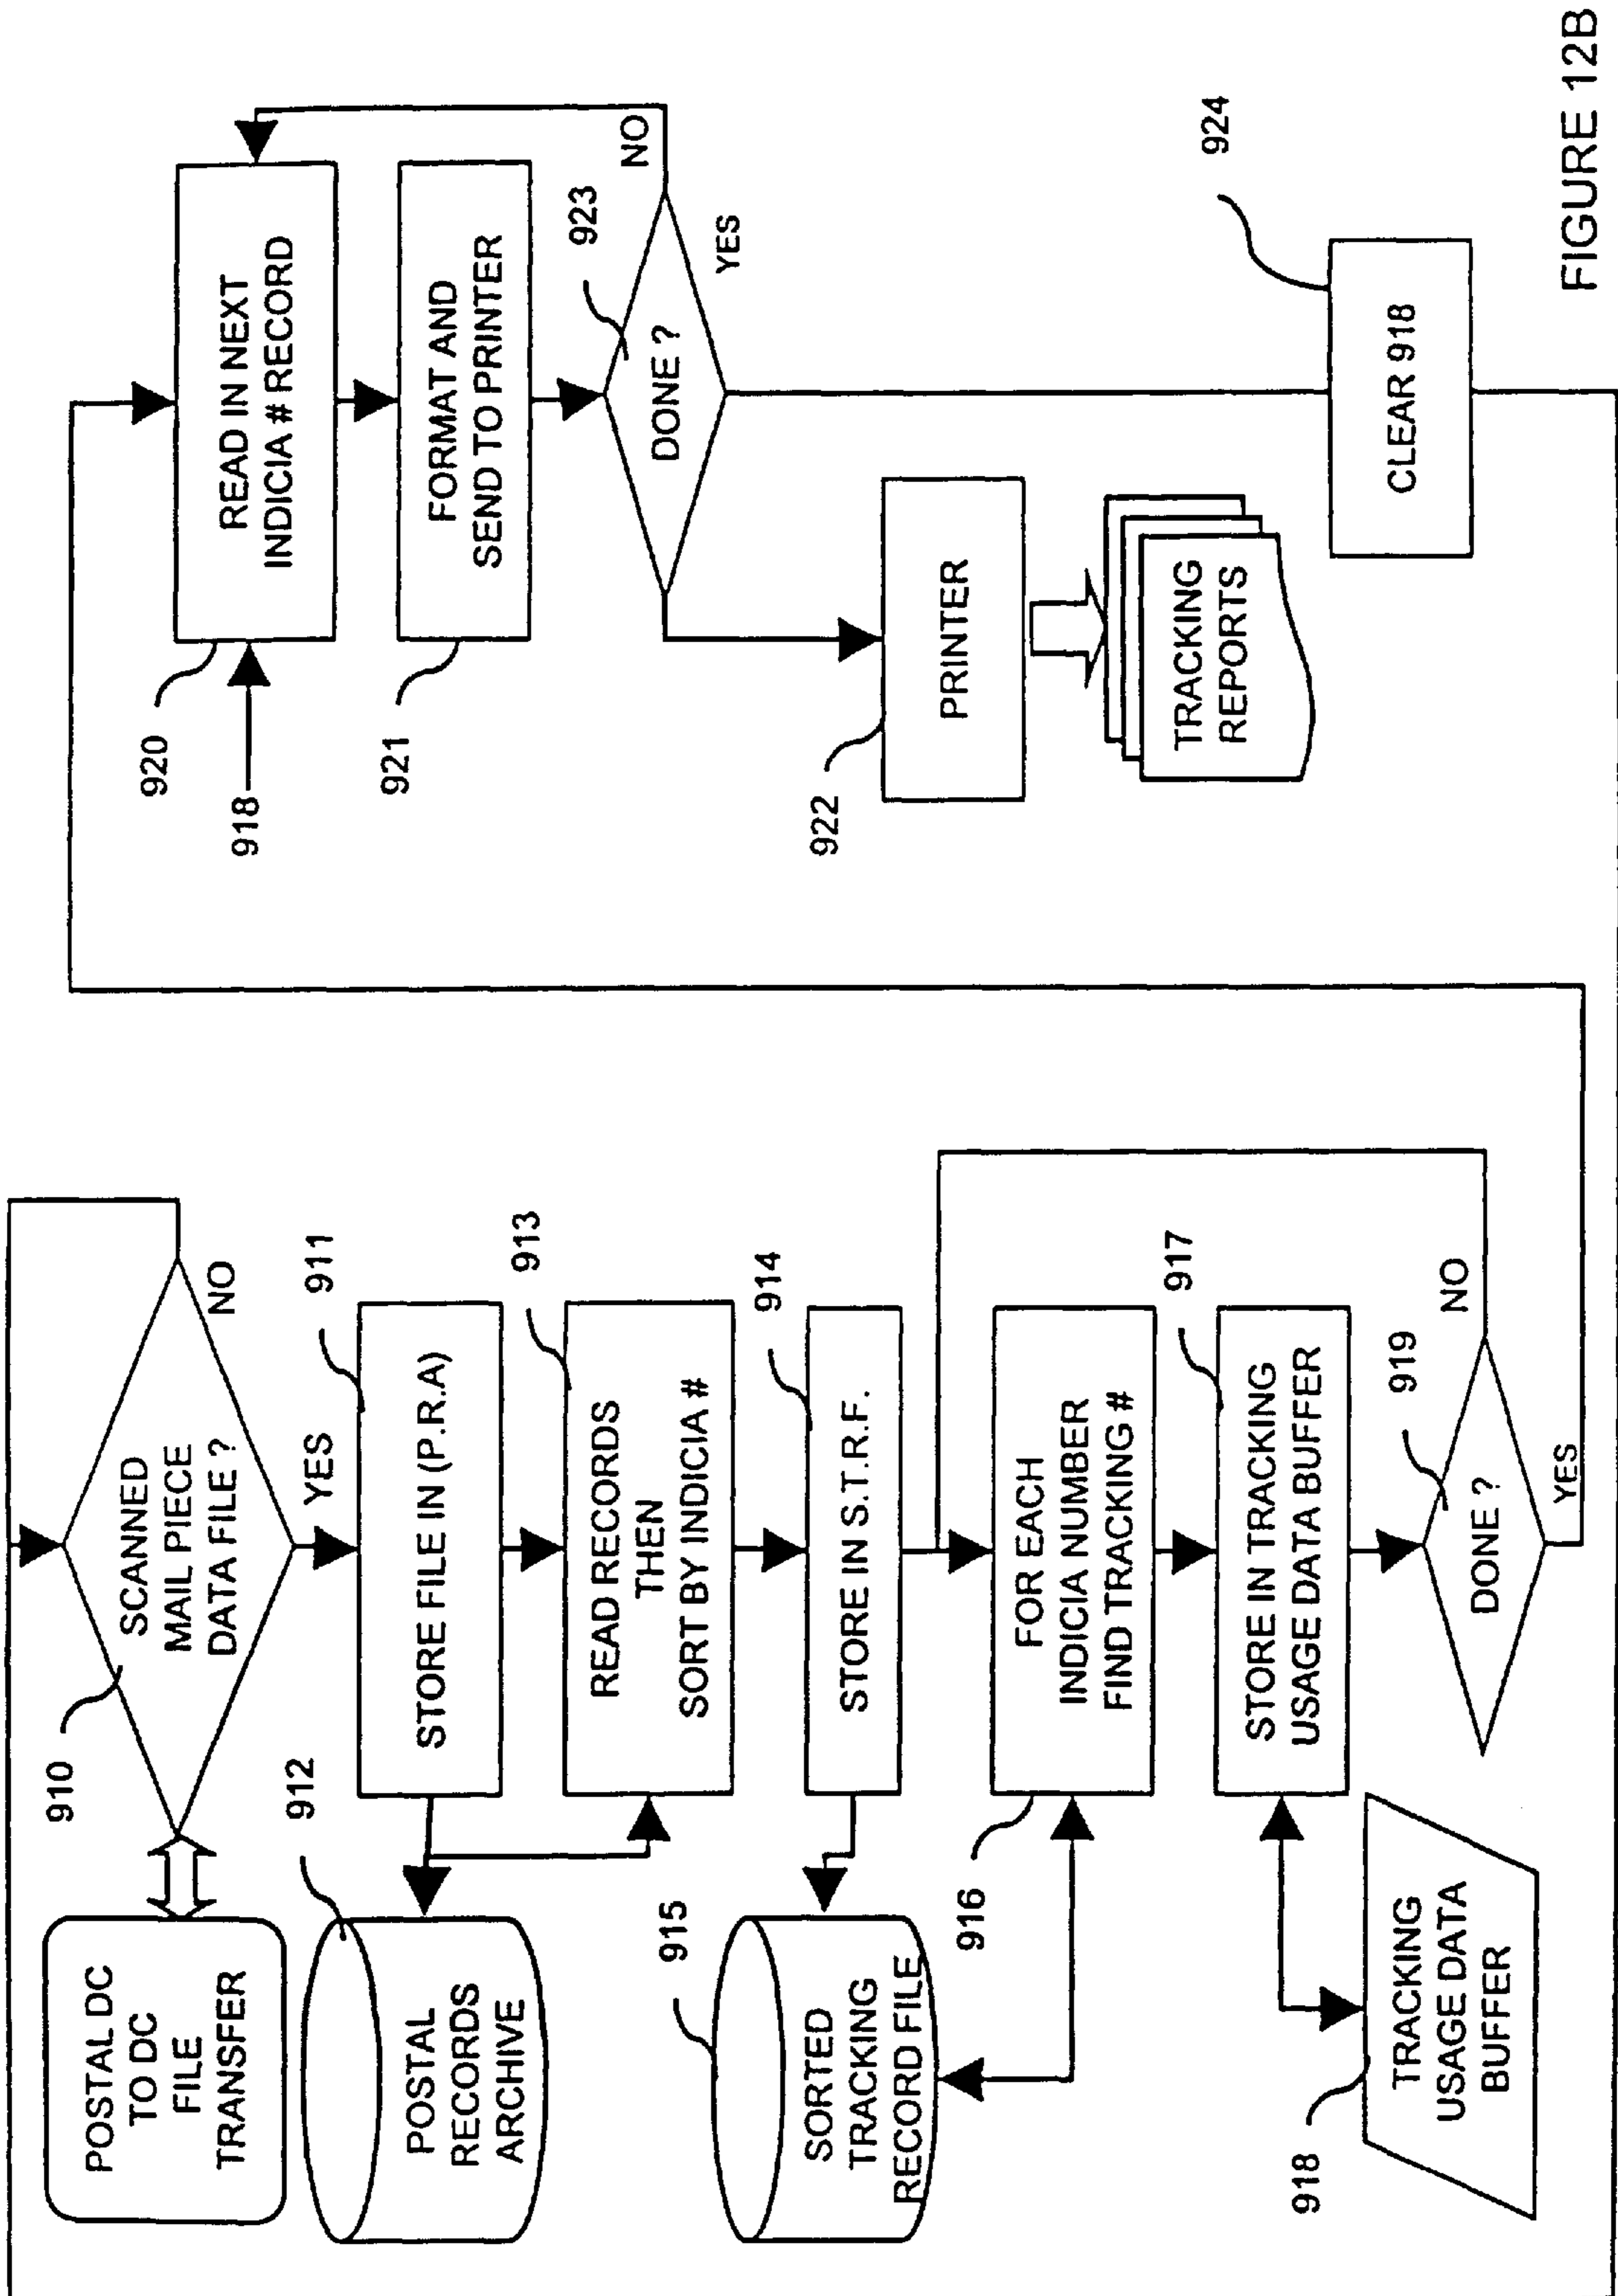 POSTAL DC
TO DC
FILE
TRANSFER
910
SCANNED
MAIL PIECE
DATA FILE ?
NO
YES
911
STORE FILE IN (P.R.A)
912
POSTAL
RECORDS
ARCHIVE
913
READ RECORDS
THEN
SORT BY INDICIA #
914
STORE IN S.T.R.F.
915
SORTED
TRACKING
RECORD FILE
916
FOR EACH
INDICIA NUMBER
FIND TRACKING #
917
STORE IN TRACKING
USAGE DATA BUFFER
918
TRACKING
USAGE DATA
BUFFER
919
DONE ?
NO
YES
918
920
READ IN NEXT
INDICIA # RECORD
921
FORMAT AND
SEND TO PRINTER
923
DONE ?
NO
YES
922
PRINTER
TRACKING
REPORTS
924
CLEAR 918
FIGURE 12B